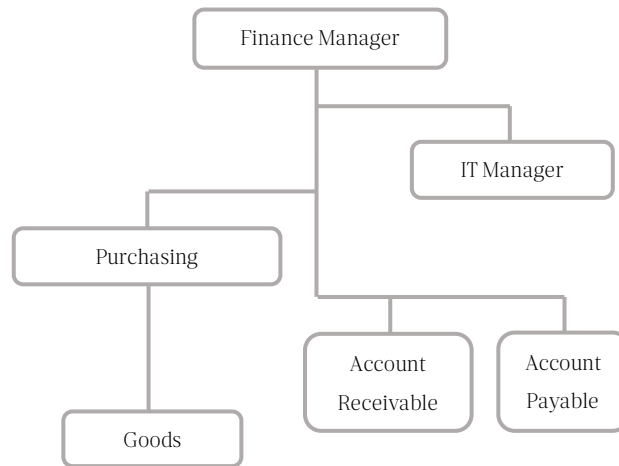 Finance Manager
IT Manager
Purchasing
Account
Receivable
Account
Payable
Goods